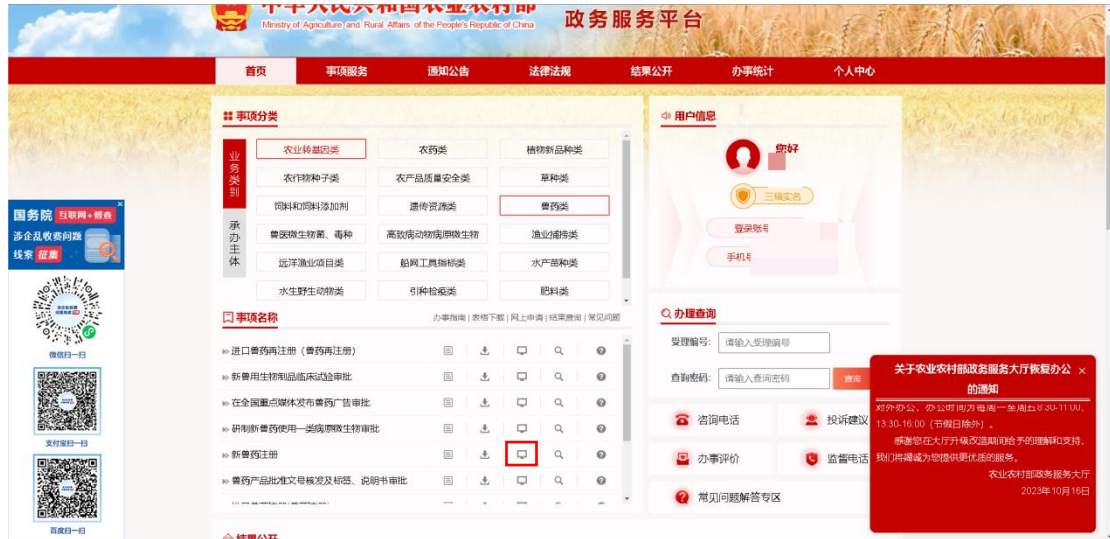 中华人民共和国农业农村部
Ministry of Agriculture and Rural Affairs of the People's Republic of China
政务服务平台
首页 事项服务 通知公告 法律法规 结果公开 办事统计 个人中心
事项分类
业务类别
承办主体
农业转基因类 农药类 植物新品种类
农作物种子类 农产品质量安全类 草种类
饲料和饲料添加剂 遗传资源类 兽药类
兽医微生物菌、毒种 高致病动物病原微生物 渔业捕捞类
远洋渔业项目类 船网工具指标类 水产苗种类
水生野生动物类 引种检疫类 肥料类
事项名称
办事指南 | 表格下载 | 网上申请 | 结果查询 | 常见问题
进口兽药再注册（兽药再注册）
新兽用生物制品临床试验审批
在全国重点媒体发布兽药广告审批
研制新兽药使用一类病原微生物审批
新兽药注册
兽药产品批准文号核发及标签、说明书审批
结果公开
用户信息
您好
三级实名
登录账号
手机号
办理查询
受理编号: 请输入受理编号
查询密码: 请输入查询密码 查询
咨询电话 投诉建议
办事评价 监督电话
常见问题解答专区
国务院 互联网+督查
涉企乱收费问题
线索 征集
微信扫一扫
支付宝扫一扫
百度扫一扫
关于农业农村部政务服务大厅恢复办公的通知
对外办公，办公时间为每周一至周五8:30-11:00、
13:30-16:00（节假日除外）。
感谢您在大厅升级改造期间给予的理解和支持，
我们将竭诚为您提供更优质的服务。
农业农村部政务服务大厅
2023年10月16日